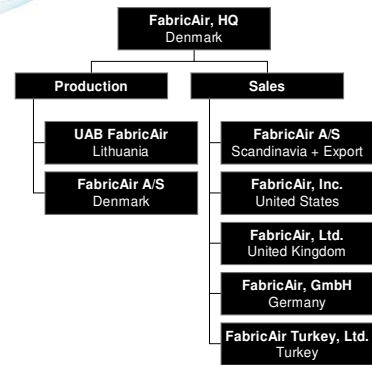 FabricAir, HQ
Denmark
Production
Sales
UAB FabricAir
Lithuania
FabricAir A/S
Denmark
FabricAir A/S
Scandinavia + Export
FabricAir, Inc.
United States
FabricAir, Ltd.
United Kingdom
FabricAir, GmbH
Germany
FabricAir Turkey, Ltd.
Turkey